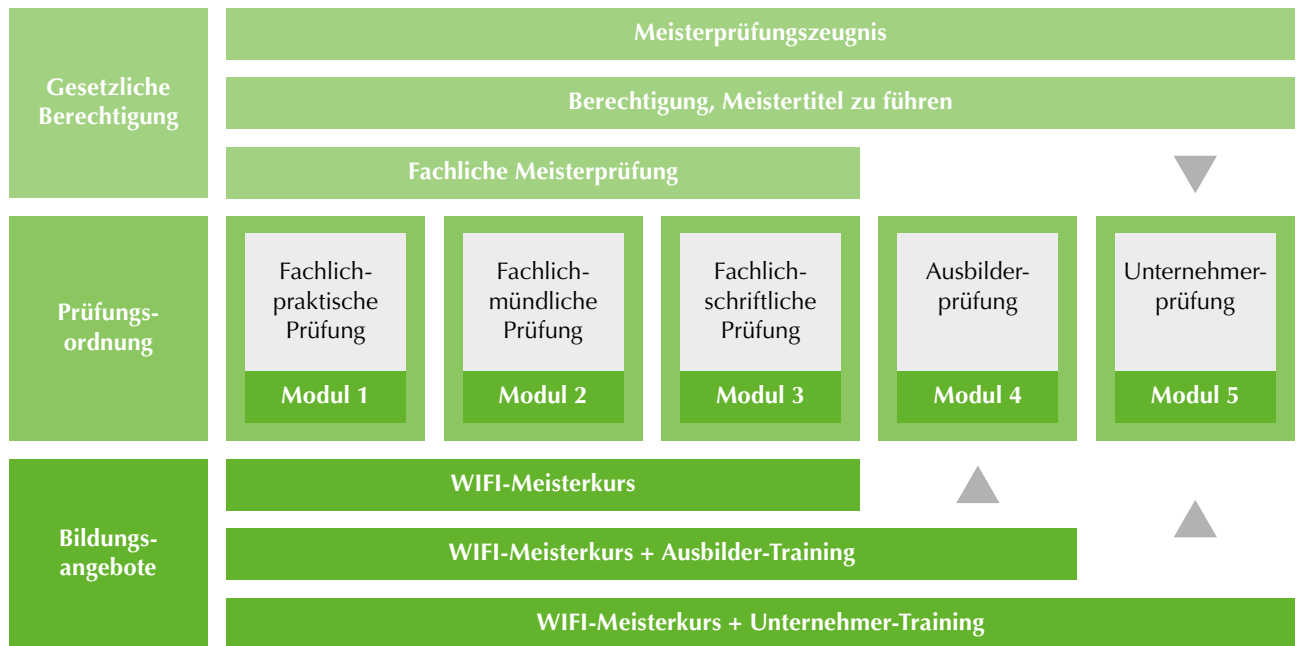 Gesetzliche
Berechtigung
Meisterprüfungszeugnis
Berechtigung, Meistertitel zu führen
Fachliche Meisterprüfung
Prüfungs-
ordnung
Fachlich-
praktische
Prüfung
Modul 1
Fachlich-
mündliche
Prüfung
Modul 2
Fachlich-
schriftliche
Prüfung
Modul 3
Ausbilder-
prüfung
Modul 4
Unternehmer-
prüfung
Modul 5
Bildungs-
angebote
WIFI-Meisterkurs
WIFI-Meisterkurs + Ausbilder-Training
WIFI-Meisterkurs + Unternehmer-Training